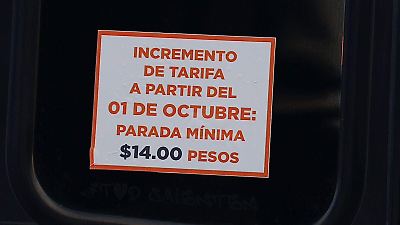 INCREMENTO
DE TARIFA
A PARTIR DEL
01 DE OCTUBRE:
PARADA MÍNIMA
$14.00 PESOS